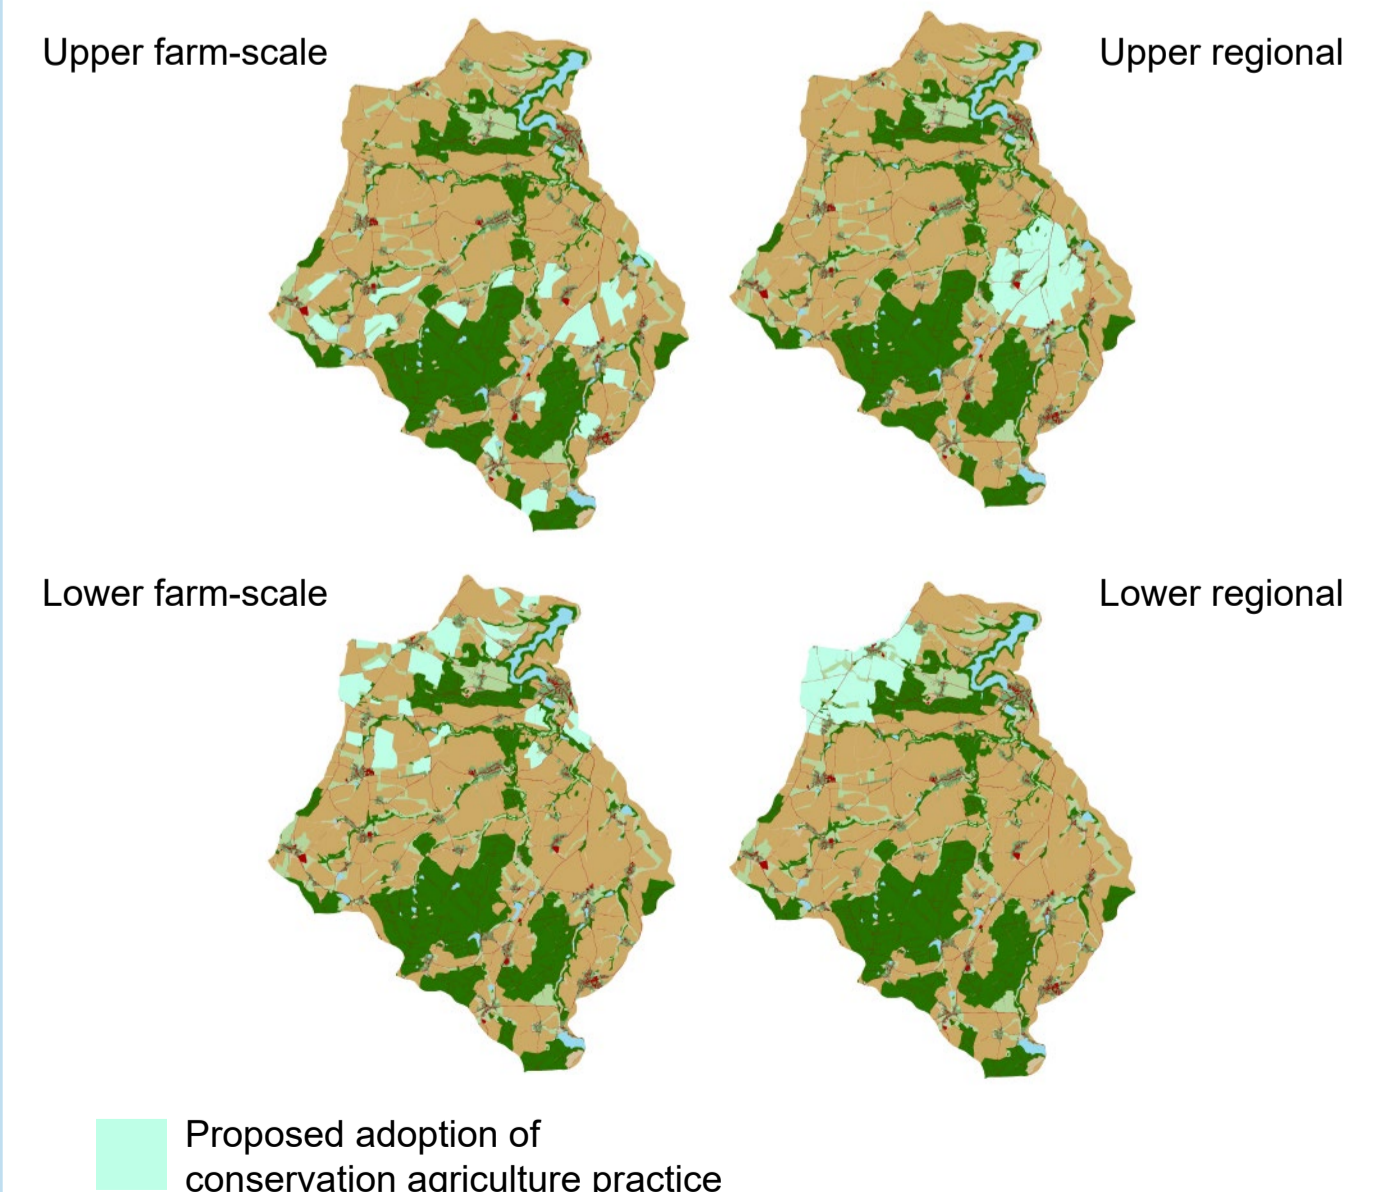 Upper farm-scale
Upper regional
Lower farm-scale
Lower regional
Proposed adoption of
conservation agriculture practice